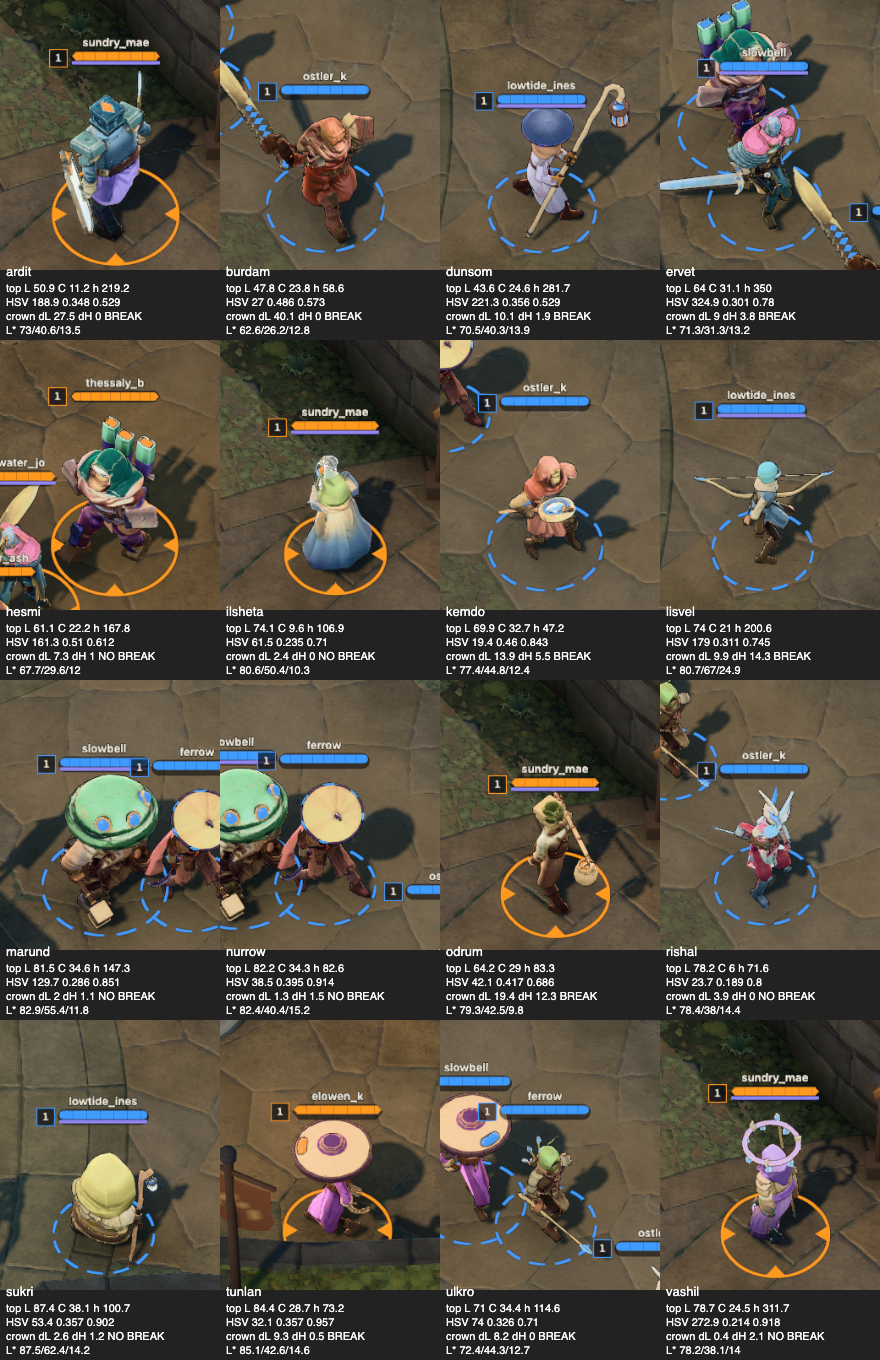 sundry_mae
1
ardit
top L 50.9 C 11.2 h 219.2
HSV 188.9 0.348 0.529
crown dL 27.5 dH 0 BREAK
L* 73/40.6/13.5
ostler_k
1
burdam
top L 47.8 C 23.8 h 58.6
HSV 27 0.486 0.573
crown dL 40.1 dH 0 BREAK
L* 62.6/26.2/12.8
lowtide_ines
1
dunsom
top L 43.6 C 24.6 h 281.7
HSV 221.3 0.356 0.529
crown dL 10.1 dH 1.9 BREAK
L* 70.5/40.3/13.9
slowbell
1
1
ervet
top L 64 C 31.1 h 350
HSV 324.9 0.301 0.78
crown dL 9 dH 3.8 BREAK
L* 71.3/31.3/13.2
thessaly_b
1
water_jo
r_ash
hesmi
top L 61.1 C 22.2 h 167.8
HSV 161.3 0.51 0.612
crown dL 7.3 dH 1 NO BREAK
L* 67.7/29.6/12
sundry_mae
1
ilsheta
top L 74.1 C 9.6 h 106.9
HSV 61.5 0.235 0.71
crown dL 2.4 dH 0 NO BREAK
L* 80.6/50.4/10.3
ostler_k
1
kemdo
top L 69.9 C 32.7 h 47.2
HSV 19.4 0.46 0.843
crown dL 13.9 dH 5.5 BREAK
L* 77.4/44.8/12.4
lowtide_ines
1
lisvel
top L 74 C 21 h 200.6
HSV 179 0.311 0.745
crown dL 9.9 dH 14.3 BREAK
L* 80.7/67/24.9
slowbell
ferrow
1
1
marund
top L 81.5 C 34.6 h 147.3
HSV 129.7 0.286 0.851
crown dL 2 dH 1.1 NO BREAK
L* 82.9/55.4/11.8
owbell
ferrow
1
1
os
nurrow
top L 82.2 C 34.3 h 82.6
HSV 38.5 0.395 0.914
crown dL 1.3 dH 1.5 NO BREAK
L* 82.4/40.4/15.2
sundry_mae
1
odrum
top L 64.2 C 29 h 83.3
HSV 42.1 0.417 0.686
crown dL 19.4 dH 12.3 BREAK
L* 79.3/42.5/9.8
ostler_k
1
rishal
top L 78.2 C 6 h 71.6
HSV 23.7 0.189 0.8
crown dL 3.9 dH 0 NO BREAK
L* 78.4/38/14.4
lowtide_ines
1
sukri
top L 87.4 C 38.1 h 100.7
HSV 53.4 0.357 0.902
crown dL 2.6 dH 1.2 NO BREAK
L* 87.5/62.4/14.2
elowen_k
1
tunlan
top L 84.4 C 28.7 h 73.2
HSV 32.1 0.357 0.957
crown dL 9.3 dH 0.5 BREAK
L* 85.1/42.6/14.6
slowbell
ferrow
1
1
ostl
ulkro
top L 71 C 34.4 h 114.6
HSV 74 0.326 0.71
crown dL 8.2 dH 0 BREAK
L* 72.4/44.3/12.7
sundry_mae
1
vashil
top L 78.7 C 24.5 h 311.7
HSV 272.9 0.214 0.918
crown dL 0.4 dH 2.1 NO BREAK
L* 78.2/38.1/14